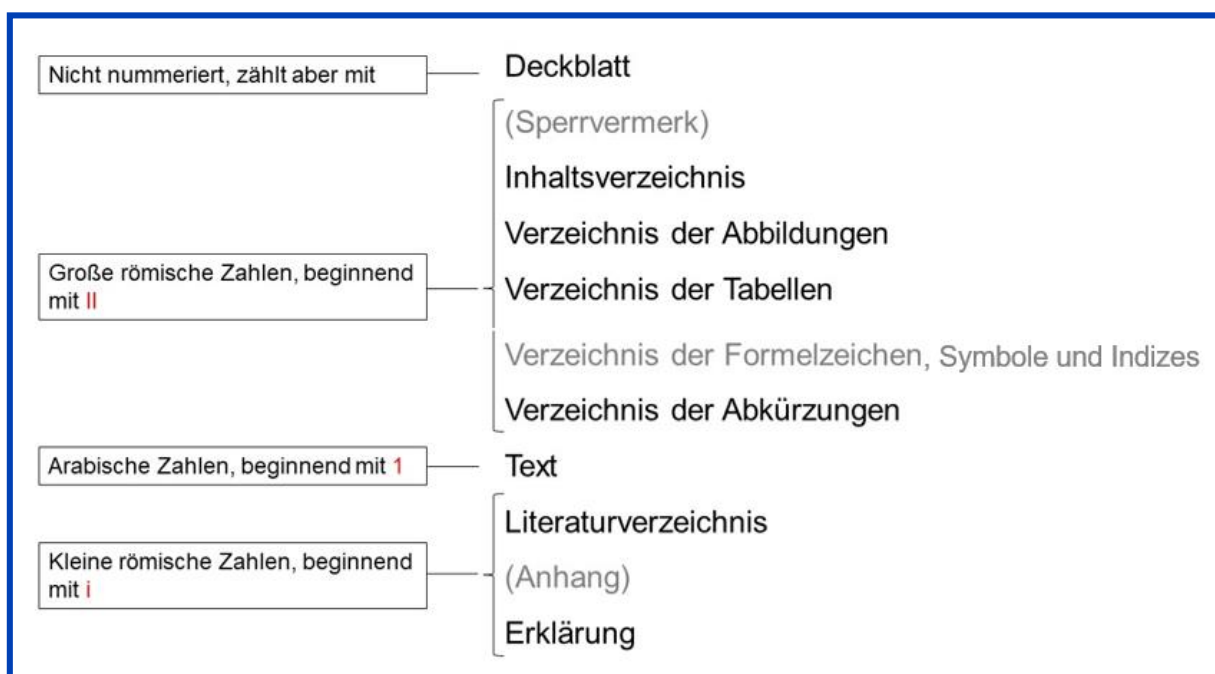 Nicht nummeriert, zählt aber mit
Deckblatt
(Sperrvermerk)
Inhaltsverzeichnis
Verzeichnis der Abbildungen
Große römische Zahlen, beginnend
mit II
Verzeichnis der Tabellen
Verzeichnis der Formelzeichen, Symbole und Indizes
Verzeichnis der Abkürzungen
Arabische Zahlen, beginnend mit 1
Text
Literaturverzeichnis
Kleine römische Zahlen, beginnend
mit i
(Anhang)
Erklärung